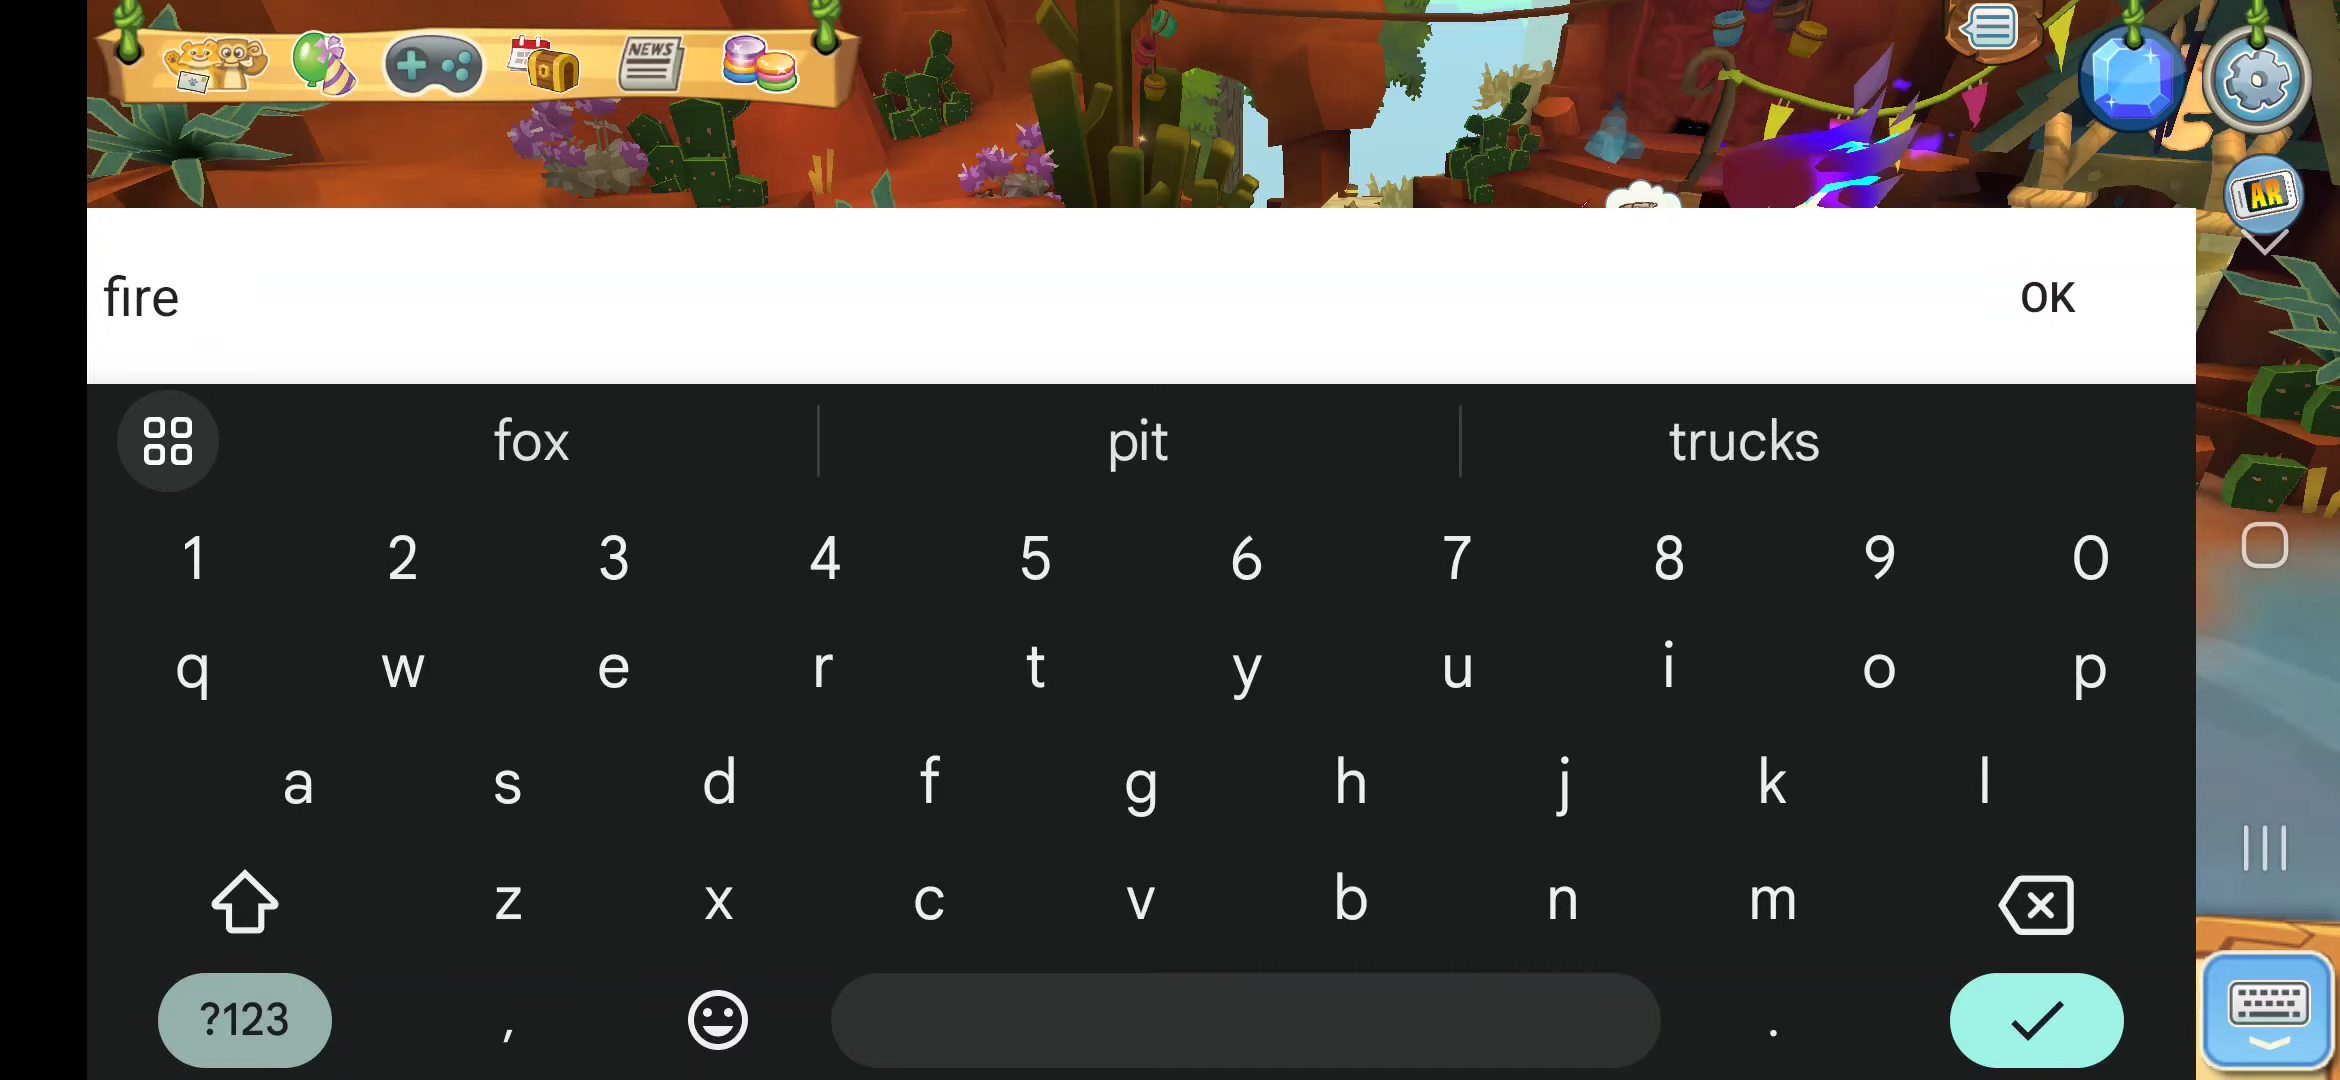 NEWS
AR
fire
OK
fox pit trucks
1 2 3 4 5 6 7 8 9 0
q w e r t y u i o p
a s d f g h j k l
z x c v b n m
?123 , .